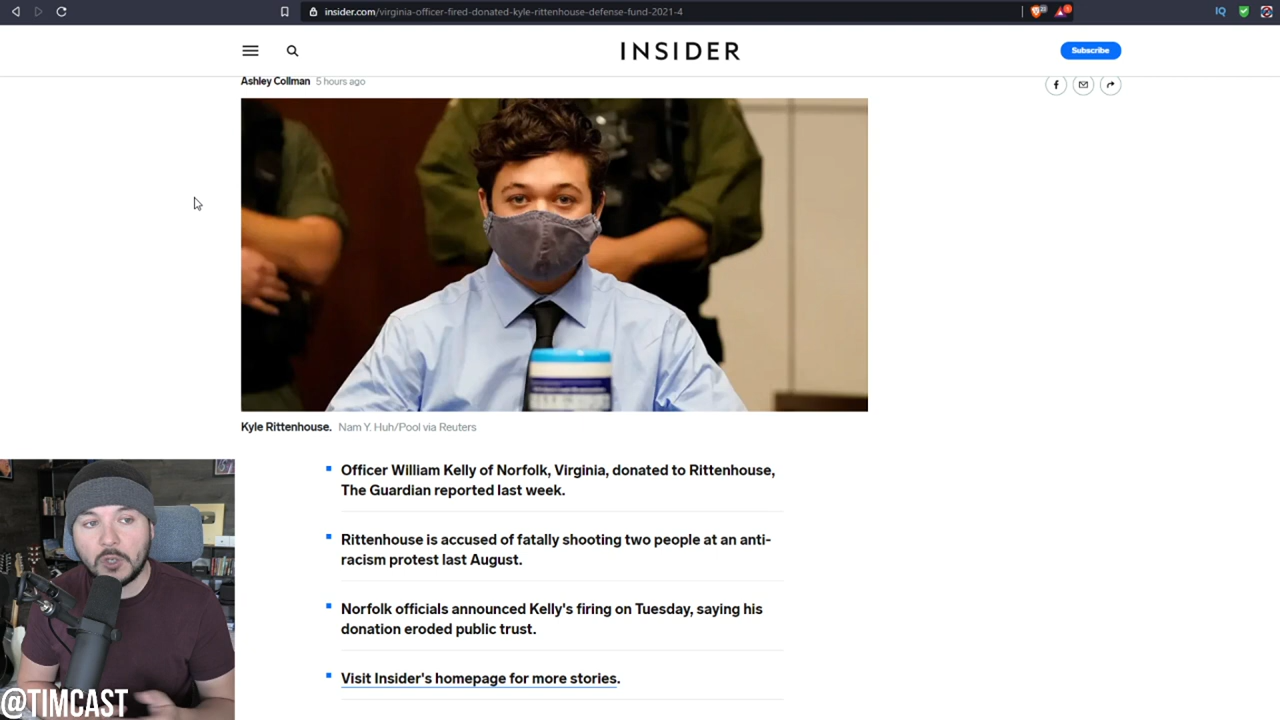 insider.com/virginia-officer-fired-donated-kyle-rittenhouse-defense-fund-2021-4
IQ
INSIDER
Subscribe
Ashley Collman 5 hours ago
Kyle Rittenhouse. Nam Y. Huh/Pool via Reuters
Officer William Kelly of Norfolk, Virginia, donated to Rittenhouse,
The Guardian reported last week.
Rittenhouse is accused of fatally shooting two people at an anti-
racism protest last August.
Norfolk officials announced Kelly's firing on Tuesday, saying his
donation eroded public trust.
Visit Insider's homepage for more stories.
@TIMCAST